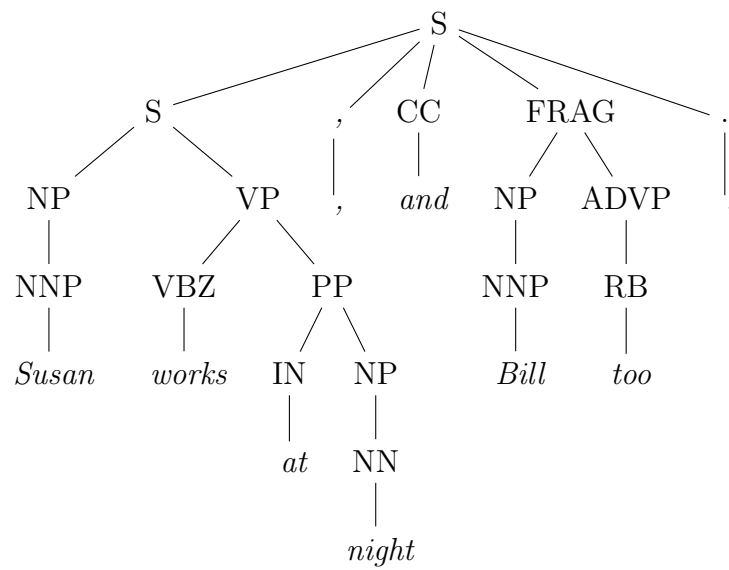 S
S , CC FRAG .
NP VP , and NP ADVP .
NNP VBZ PP NNP RB
Susan works IN NP Bill too
at NN
night